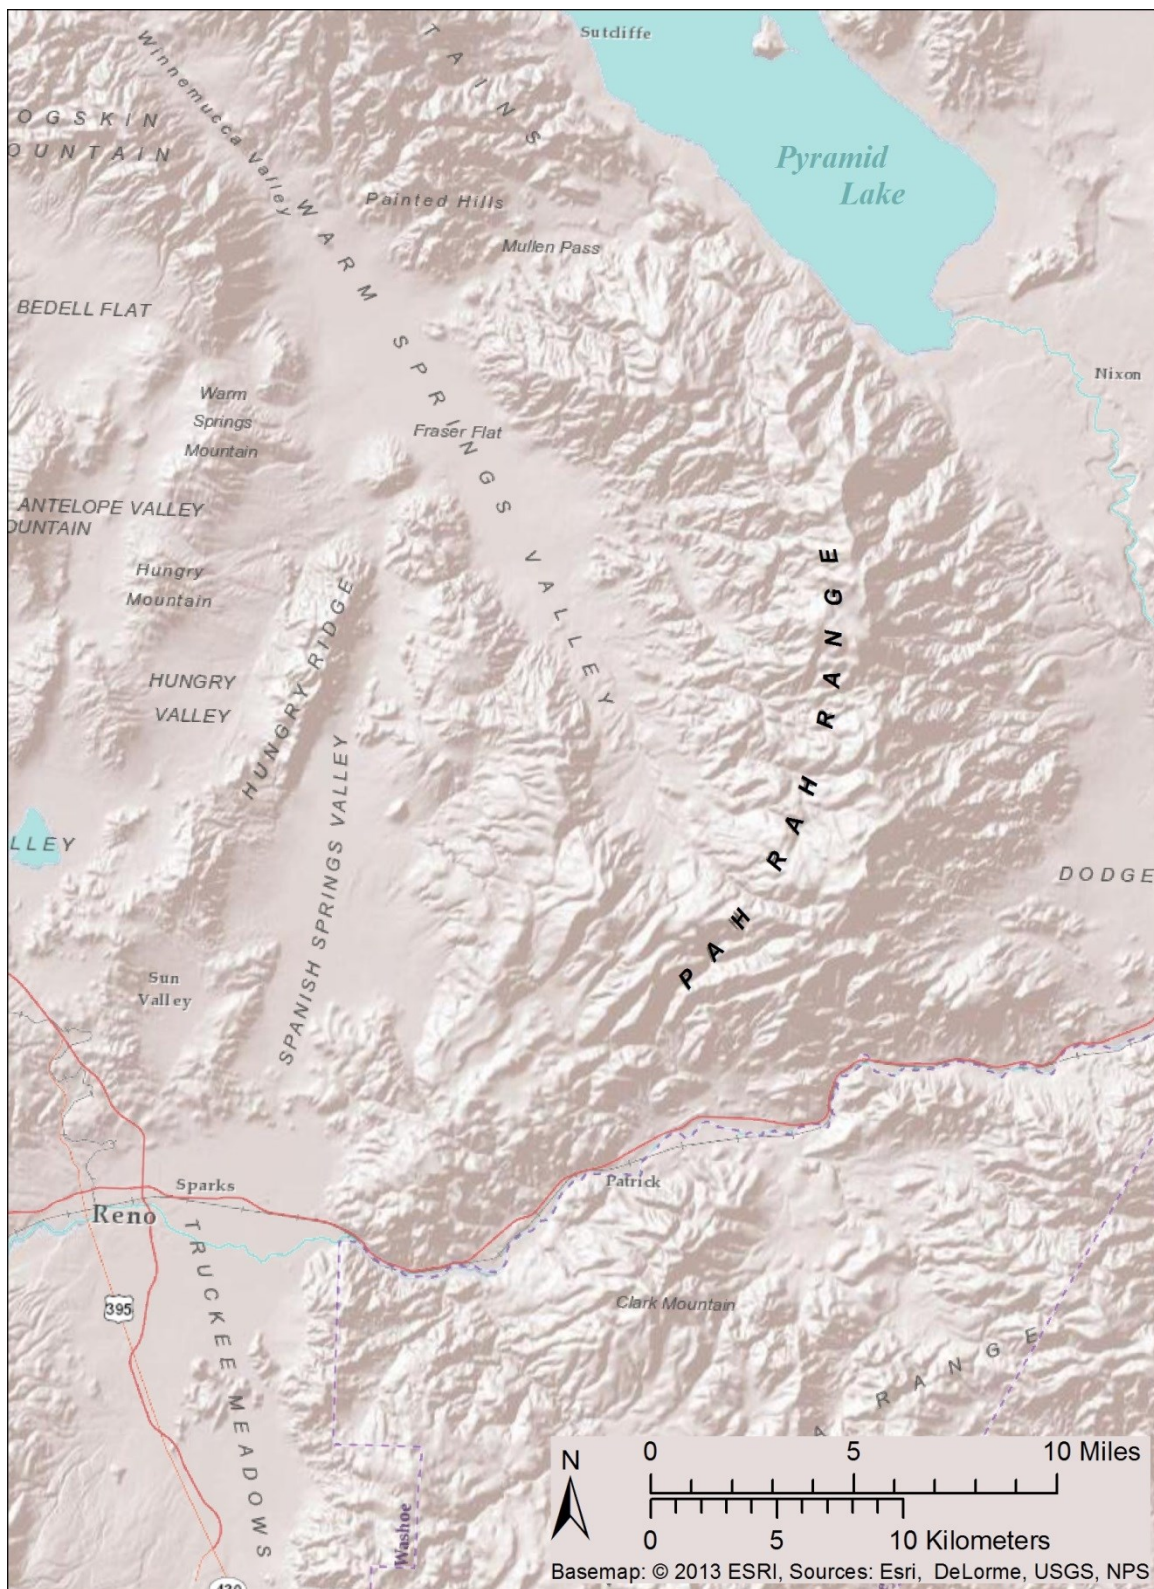 Sutcliffe
TAINS
Winnemucca Valley
OGSKIN
OUNTAIN
Pyramid
Lake
Painted Hills
Mullen Pass
WARM SPRINGS VALLEY
BEDELL FLAT
Nixon
Warm
Springs
Mountain
Fraser Flat
ANTELOPE VALLEY
OUNTAIN
Hungry
Mountain
HUNGRY RIDGE
PAH RAH RANGE
HUNGRY
VALLEY
SPANISH SPRINGS VALLEY
LLEY
DODGE
Sun
Valley
Patrick
Sparks
Reno
TRUCKEE MEADOWS
395
Clark Mountain
A RANGE
Washoe
430
N
0 5 10 Miles
0 5 10 Kilometers
Basemap: © 2013 ESRI, Sources: Esri, DeLorme, USGS, NPS